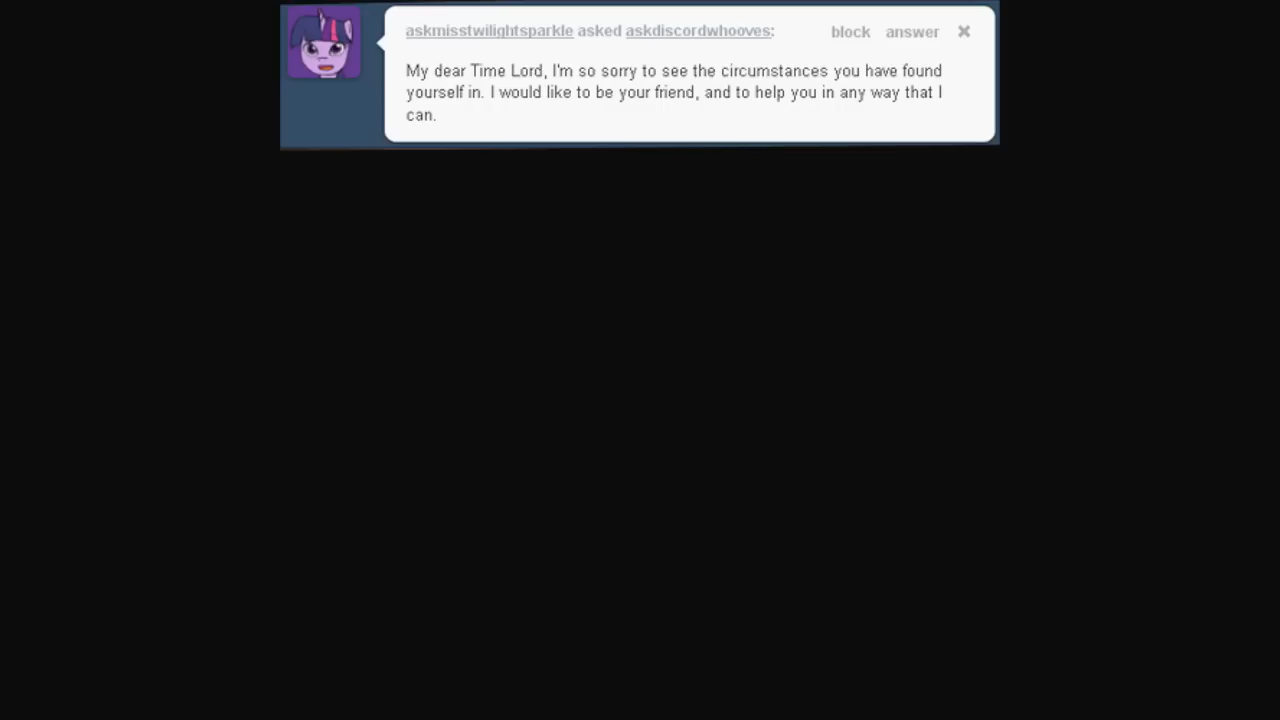 askmisstwilightsparkle asked askdiscordwhooves: block answer ✖
My dear Time Lord, I'm so sorry to see the circumstances you have found
yourself in. I would like to be your friend, and to help you in any way that I
can.